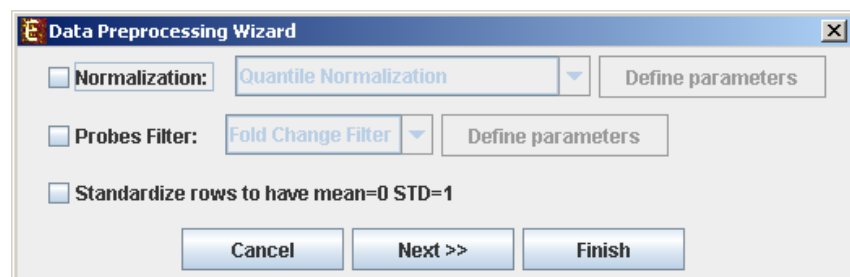 E Data Preprocessing Wizard
Normalization: Quantile Normalization Define parameters
Probes Filter: Fold Change Filter Define parameters
Standardize rows to have mean=0 STD=1
Cancel Next >> Finish